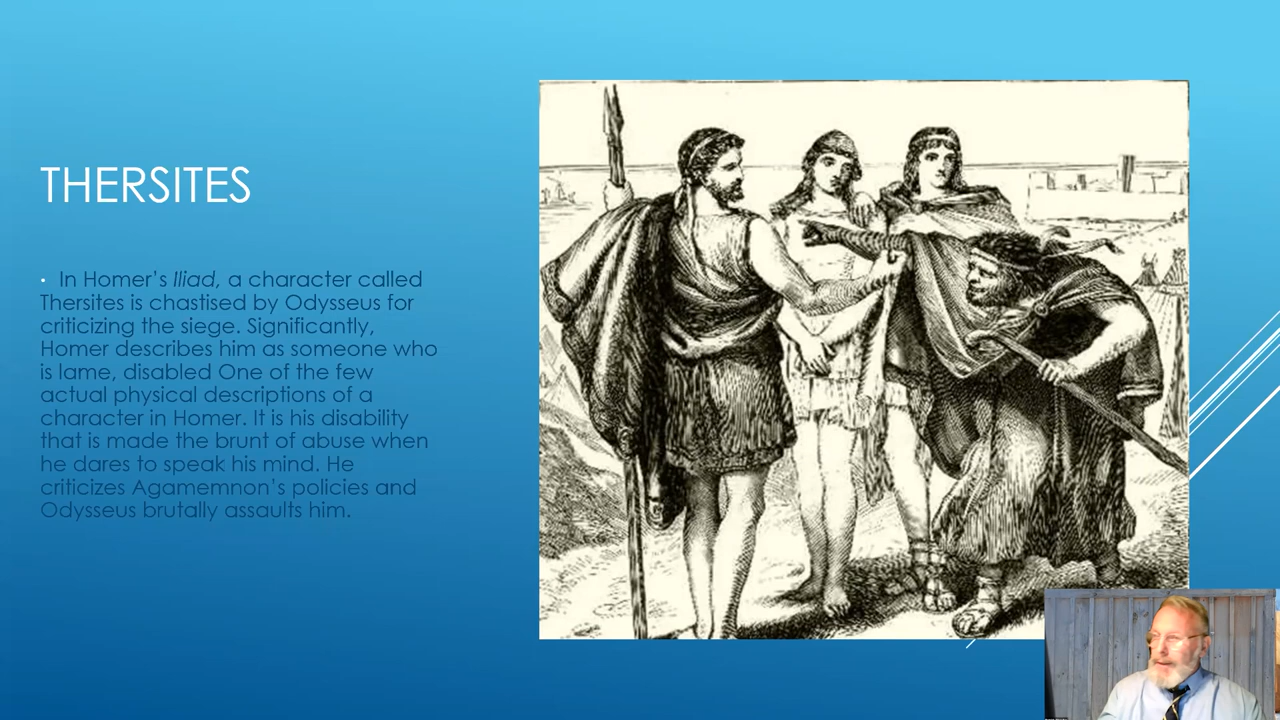 THERSITES
· In Homer’s Iliad, a character called
Thersites is chastised by Odysseus for
criticizing the siege. Significantly,
Homer describes him as someone who
is lame, disabled One of the few
actual physical descriptions of a
character in Homer. It is his disability
that is made the brunt of abuse when
he dares to speak his mind. He
criticizes Agamemnon’s policies and
Odysseus brutally assaults him.